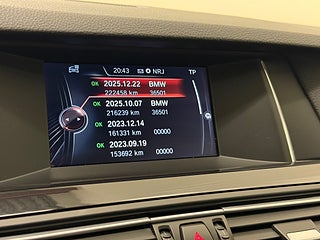 20:43 NRJ TP
OK 2025.12.22 BMW
222458 km 36501
OK 2025.10.07 BMW
216239 km 36501
OK 2023.12.14
161331 km 00000
OK 2023.09.19
153692 km 00000